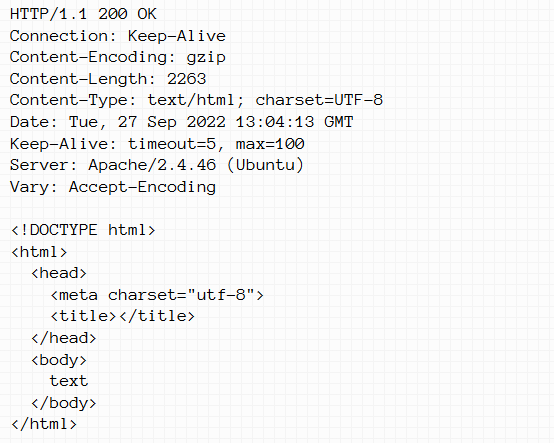 HTTP/1.1 200 OK
Connection: Keep-Alive
Content-Encoding: gzip
Content-Length: 2263
Content-Type: text/html; charset=UTF-8
Date: Tue, 27 Sep 2022 13:04:13 GMT
Keep-Alive: timeout=5, max=100
Server: Apache/2.4.46 (Ubuntu)
Vary: Accept-Encoding

<!DOCTYPE html>
<html>
  <head>
    <meta charset="utf-8">
    <title></title>
  </head>
  <body>
    text
  </body>
</html>